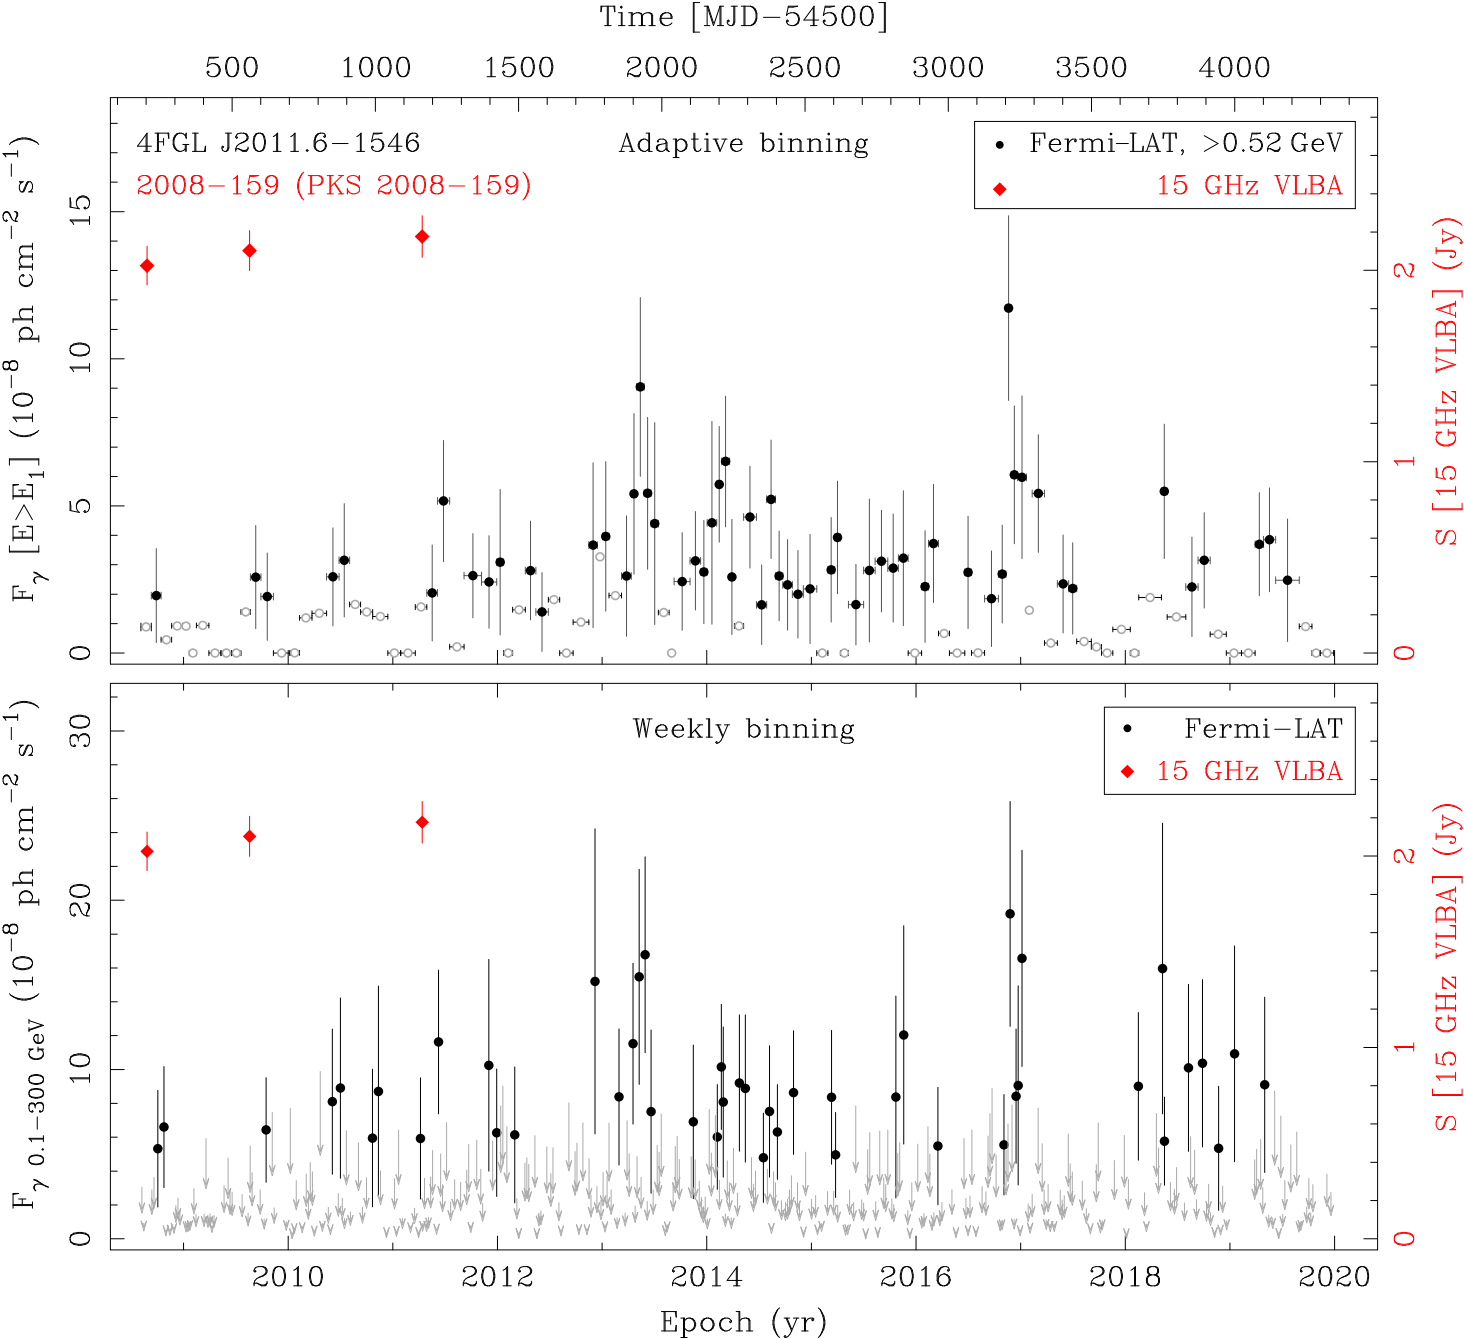 Time [MJD−54500]
500 1000 1500 2000 2500 3000 3500 4000
4FGL J2011.6−1546
2008−159 (PKS 2008−159)
Adaptive binning
Fermi−LAT, >0.52 GeV
15 GHz VLBA
0 5 10 15
Fγ [E>E1] (10−8 ph cm−2 s−1)
0 1 2
S [15 GHz VLBA] (Jy)
Weekly binning
Fermi−LAT
15 GHz VLBA
0 10 20 30
Fγ 0.1−300 GeV (10−8 ph cm−2 s−1)
0 1 2
S [15 GHz VLBA] (Jy)
2010 2012 2014 2016 2018 2020
Epoch (yr)